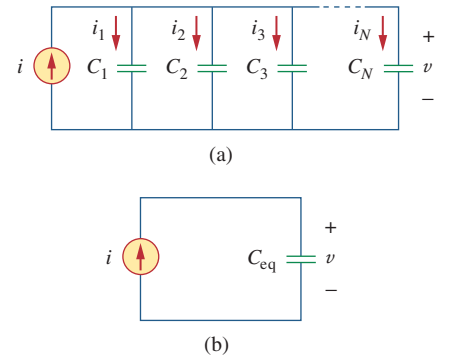 i₁ i₂ i₃ i_N +
i C₁ C₂ C₃ C_N v
−
(a)
+
i C_eq v
−
(b)